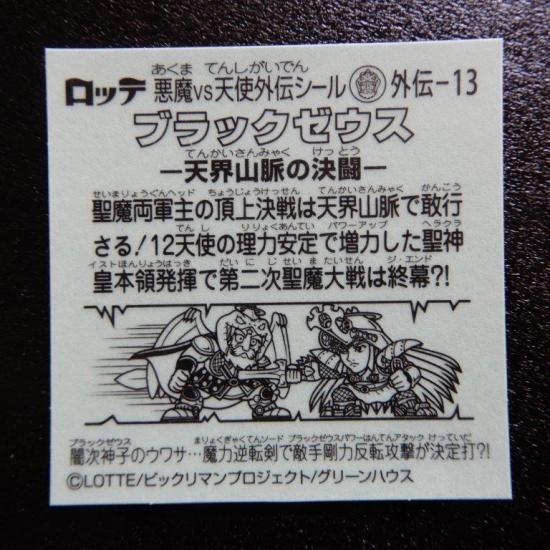 あくま てんしがいでん
ロッテ 悪魔VS天使外伝シール 外伝-13
ブラックゼウス
てんかいさんみゃく けっとう
-天界山脈の決闘-
せいまりょうぐんヘッド ちょうじょうけっせん てんかいさんみゃく かんこう
聖魔両軍主の頂上決戦は天界山脈で敢行
てんし りりょくあんてい パワーアップ ヘラクラ
さる!12天使の理力安定で増力した聖神
イストほんりょうはっき だいにじせいまたいせん ジ・エンド
皇本領発揮で第二次聖魔大戦は終幕?!
ブラックゼウス まりょくぎゃくてんソード ブラックゼウスパワーはんてんアタック けっていだ
闇次神子のウワサ…魔力逆転剣で敵手剛力反転攻撃が決定打?!
©LOTTE/ビックリマンプロジェクト/グリーンハウス